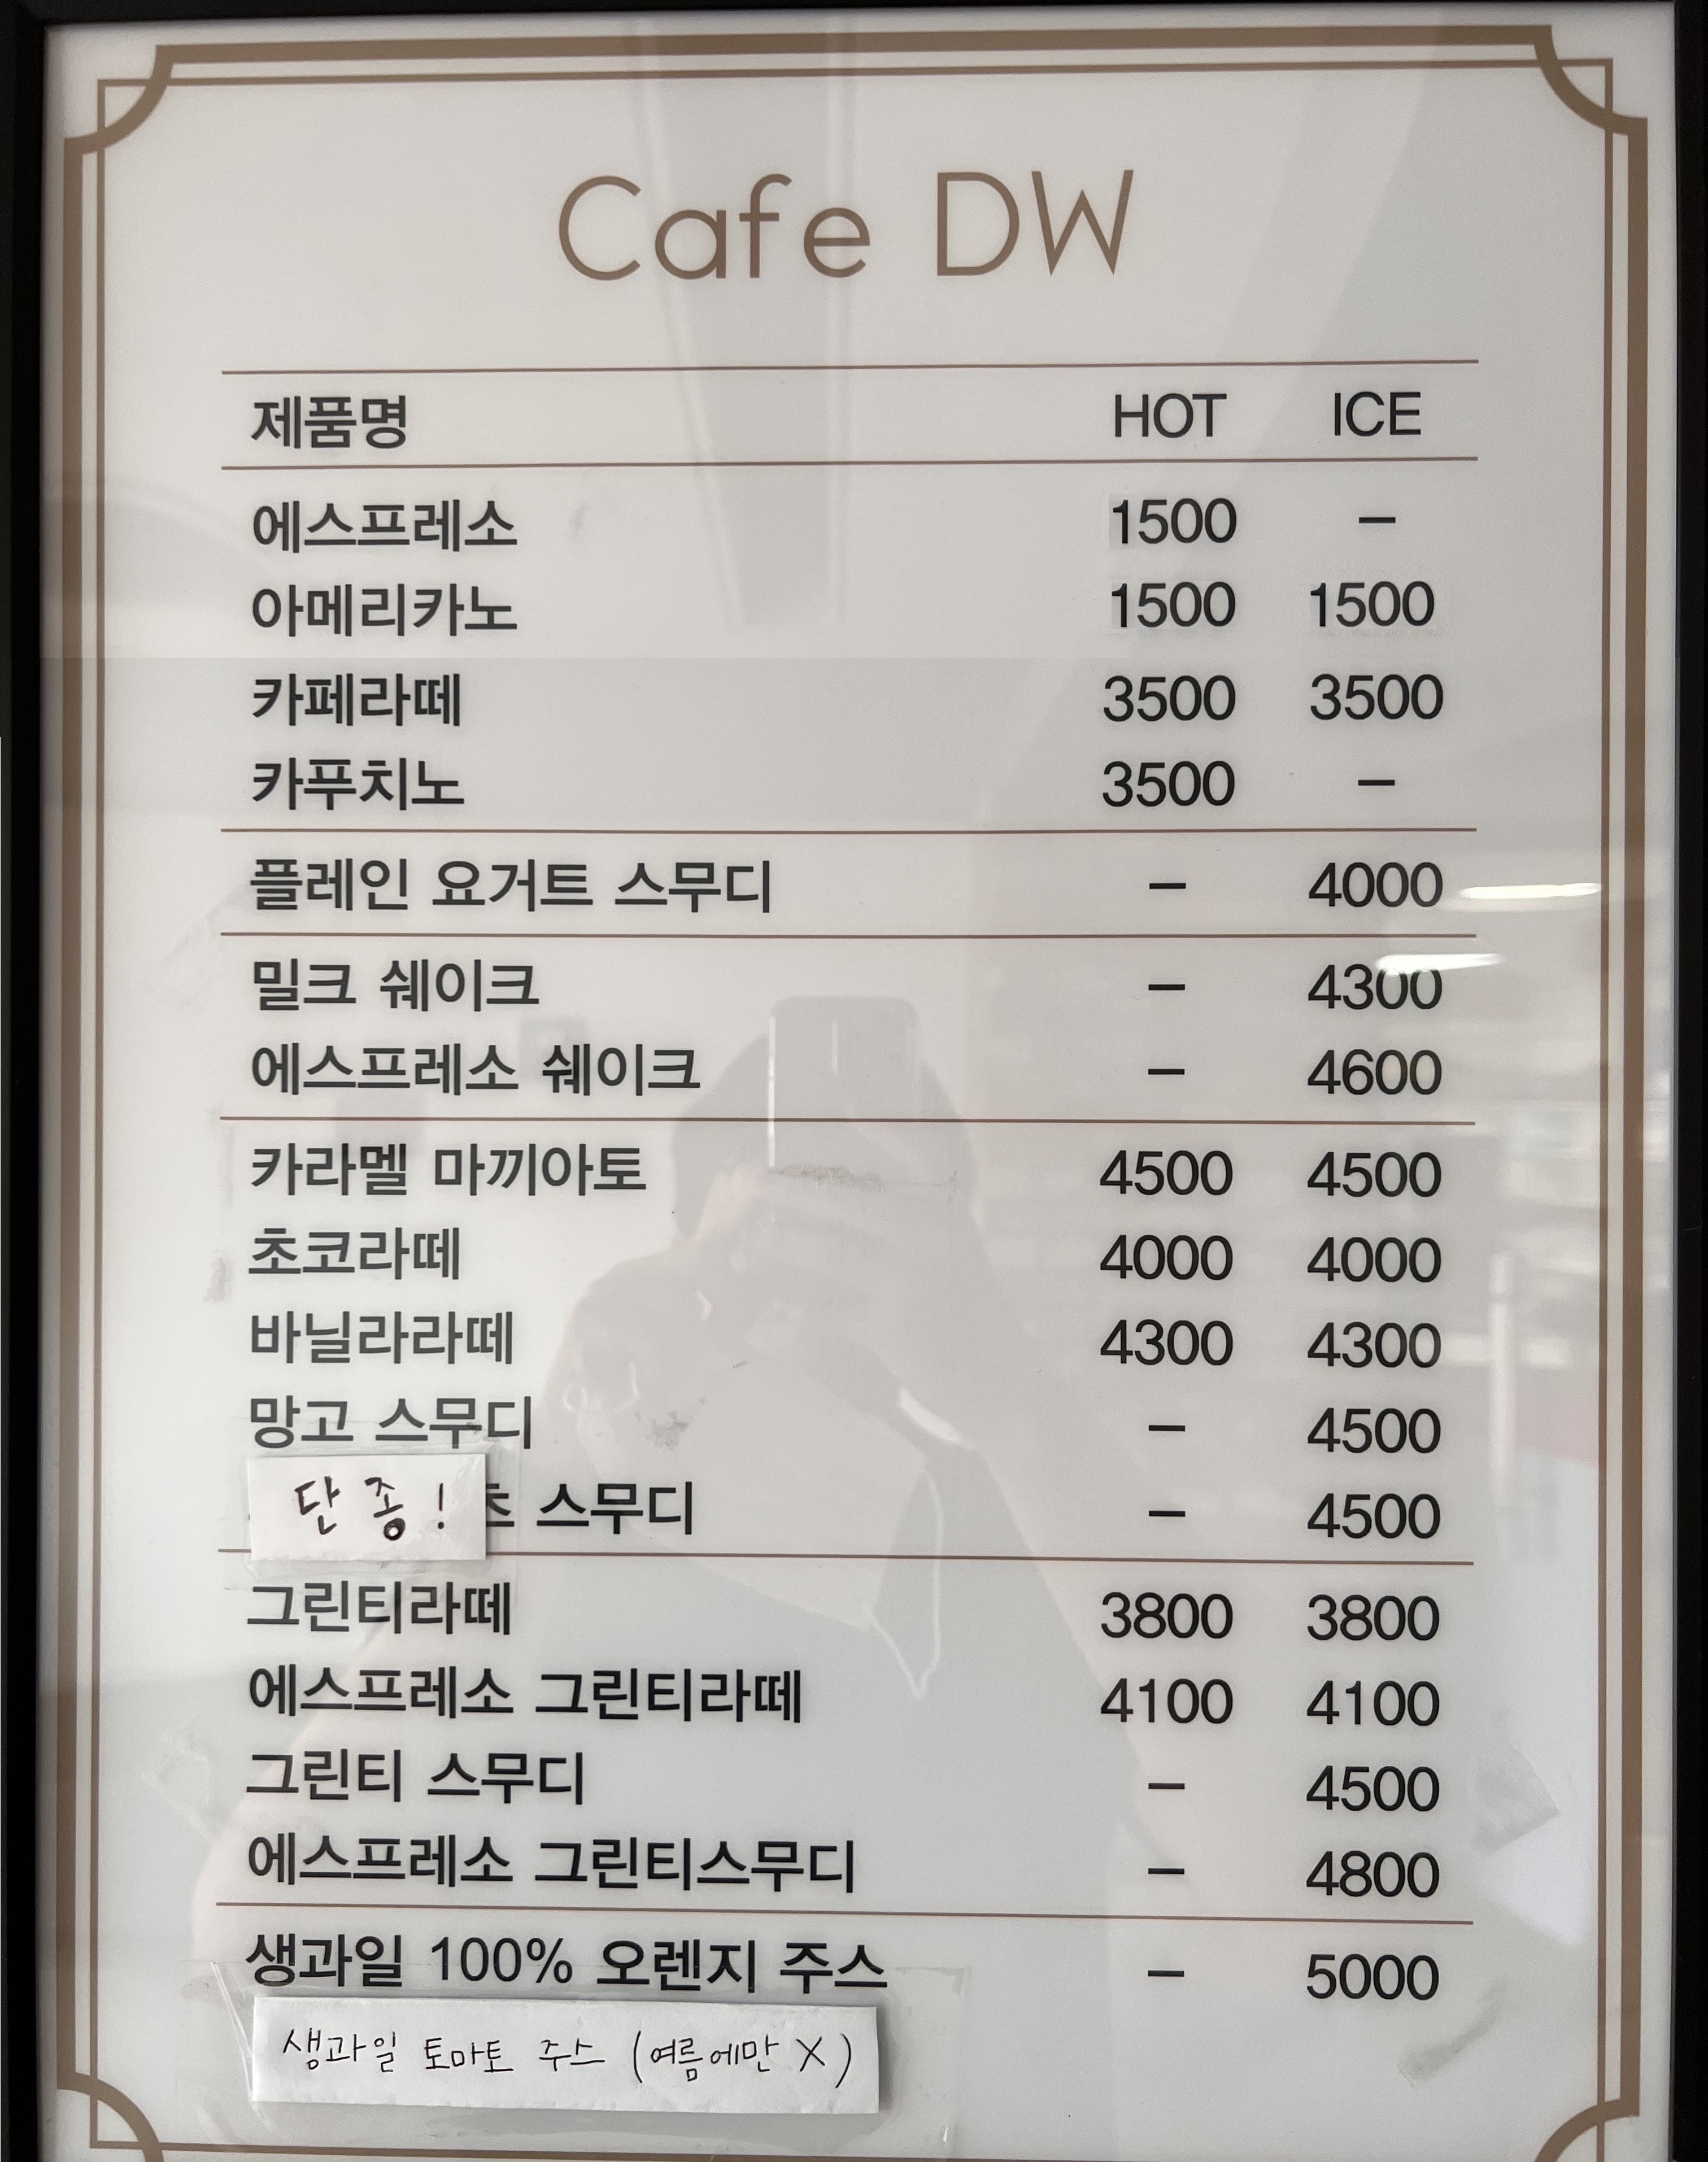 Cafe DW
제품명 HOT ICE
에스프레소 1500 –
아메리카노 1500 1500
카페라떼 3500 3500
카푸치노 3500 –
플레인 요거트 스무디 – 4000
밀크 쉐이크 – 4300
에스프레소 쉐이크 – 4600
카라멜 마끼아토 4500 4500
초코라떼 4000 4000
바닐라라떼 4300 4300
망고 스무디 – 4500
단종! 스무디 – 4500
그린티라떼 3800 3800
에스프레소 그린티라떼 4100 4100
그린티 스무디 – 4500
에스프레소 그린티스무디 – 4800
생과일 100% 오렌지 주스 – 5000
생과일 토마토 주스 (여름에만 X)